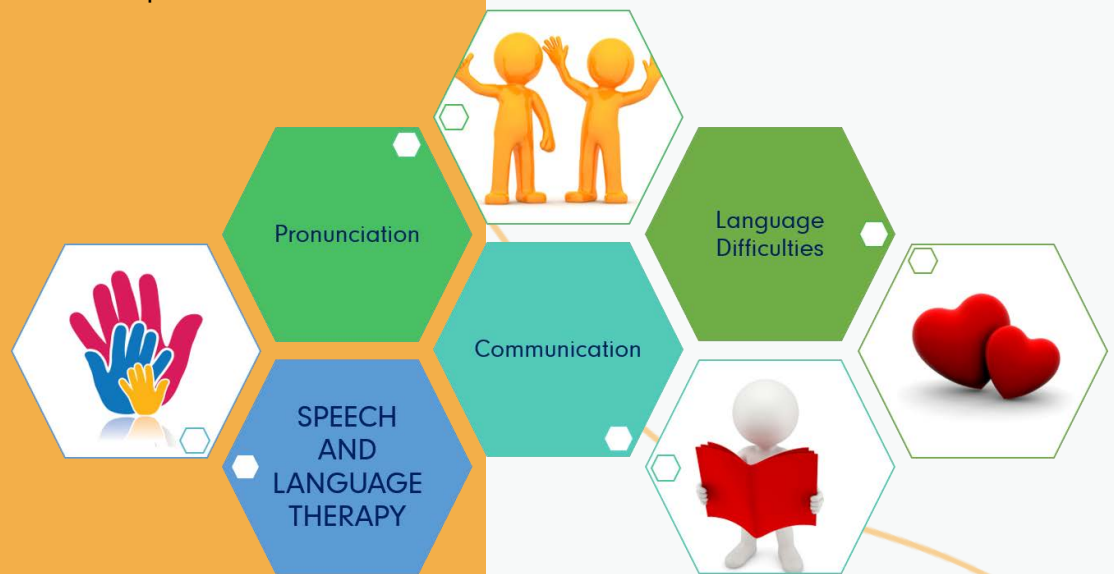 Pronunciation
Language
Difficulties
Communication
SPEECH
AND
LANGUAGE
THERAPY